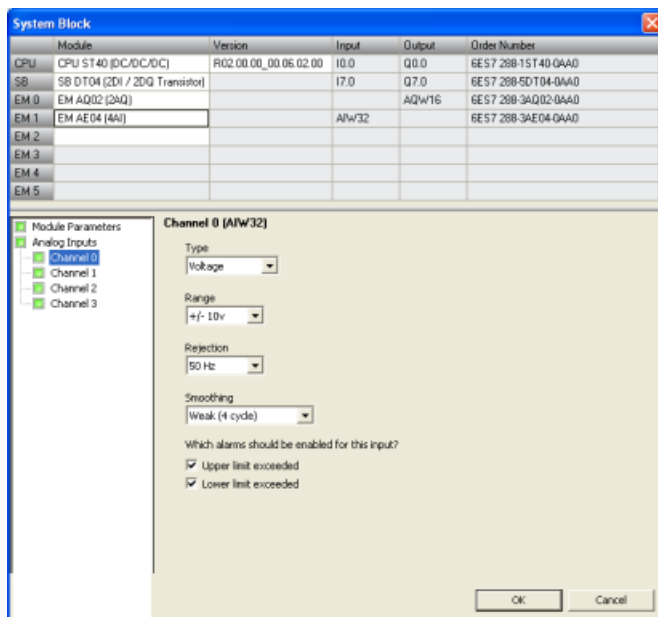 System Block
Module Version Input Output Order Number
CPU CPU ST40 (DC/DC/DC) R02.00.00_00.06.02.00 I0.0 Q0.0 6ES7 288-1ST40-0AA0
SB SB DT04 (2DI / 2DQ Transistor) I7.0 Q7.0 6ES7 288-5DT04-0AA0
EM 0 EM AQ02 (2AQ) AQW16 6ES7 288-3AQ02-0AA0
EM 1 EM AE04 (4AI) AIW32 6ES7 288-3AE04-0AA0
EM 2
EM 3
EM 4
EM 5
Module Parameters
Analog Inputs
Channel 0
Channel 1
Channel 2
Channel 3
Channel 0 (AIW32)
Type
Voltage
Range
+/- 10v
Rejection
50 Hz
Smoothing
Weak (4 cycle)
Which alarms should be enabled for this input?
Upper limit exceeded
Lower limit exceeded
OK Cancel